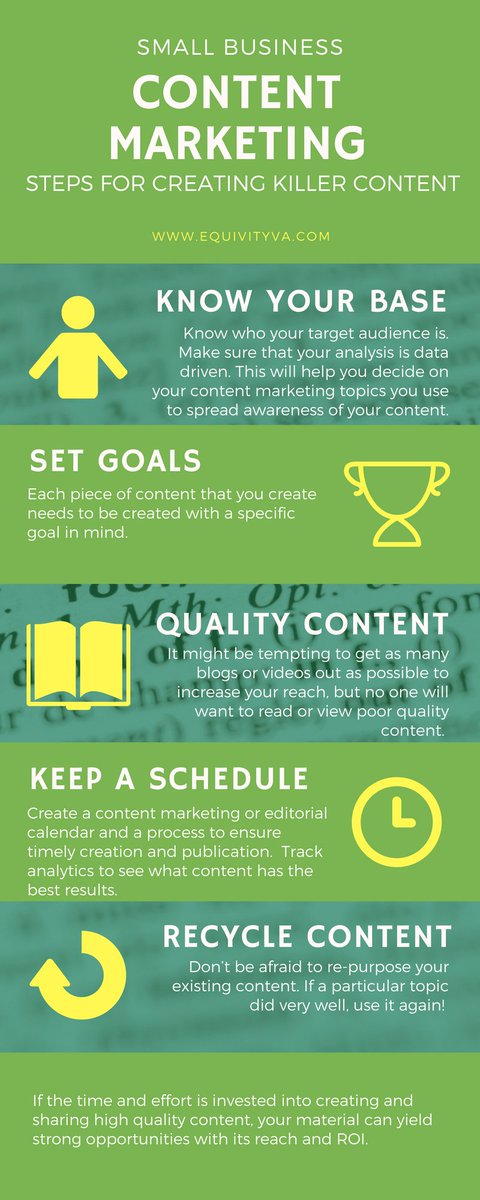 SMALL BUSINESS
CONTENT
MARKETING
STEPS FOR CREATING KILLER CONTENT
WWW.EQUIVITYVA.COM
KNOW YOUR BASE
Know who your target audience is.
Make sure that your analysis is data
driven. This will help you decide on
your content marketing topics you use
to spread awareness of your content.
SET GOALS
Each piece of content that you create
needs to be created with a specific
goal in mind.
Mth: Opt:
QUALITY CONTENT
It might be tempting to get as many
blogs or videos out as possible to
increase your reach, but no one will
want to read or view poor quality
content.
KEEP A SCHEDULE
Create a content marketing or editorial
calendar and a process to ensure
timely creation and publication.  Track
analytics to see what content has the
best results.
RECYCLE CONTENT
Don't be afraid to re-purpose your
existing content. If a particular topic
did very well, use it again!
If the time and effort is invested into creating and
sharing high quality content, your material can yield
strong opportunities with its reach and ROI.